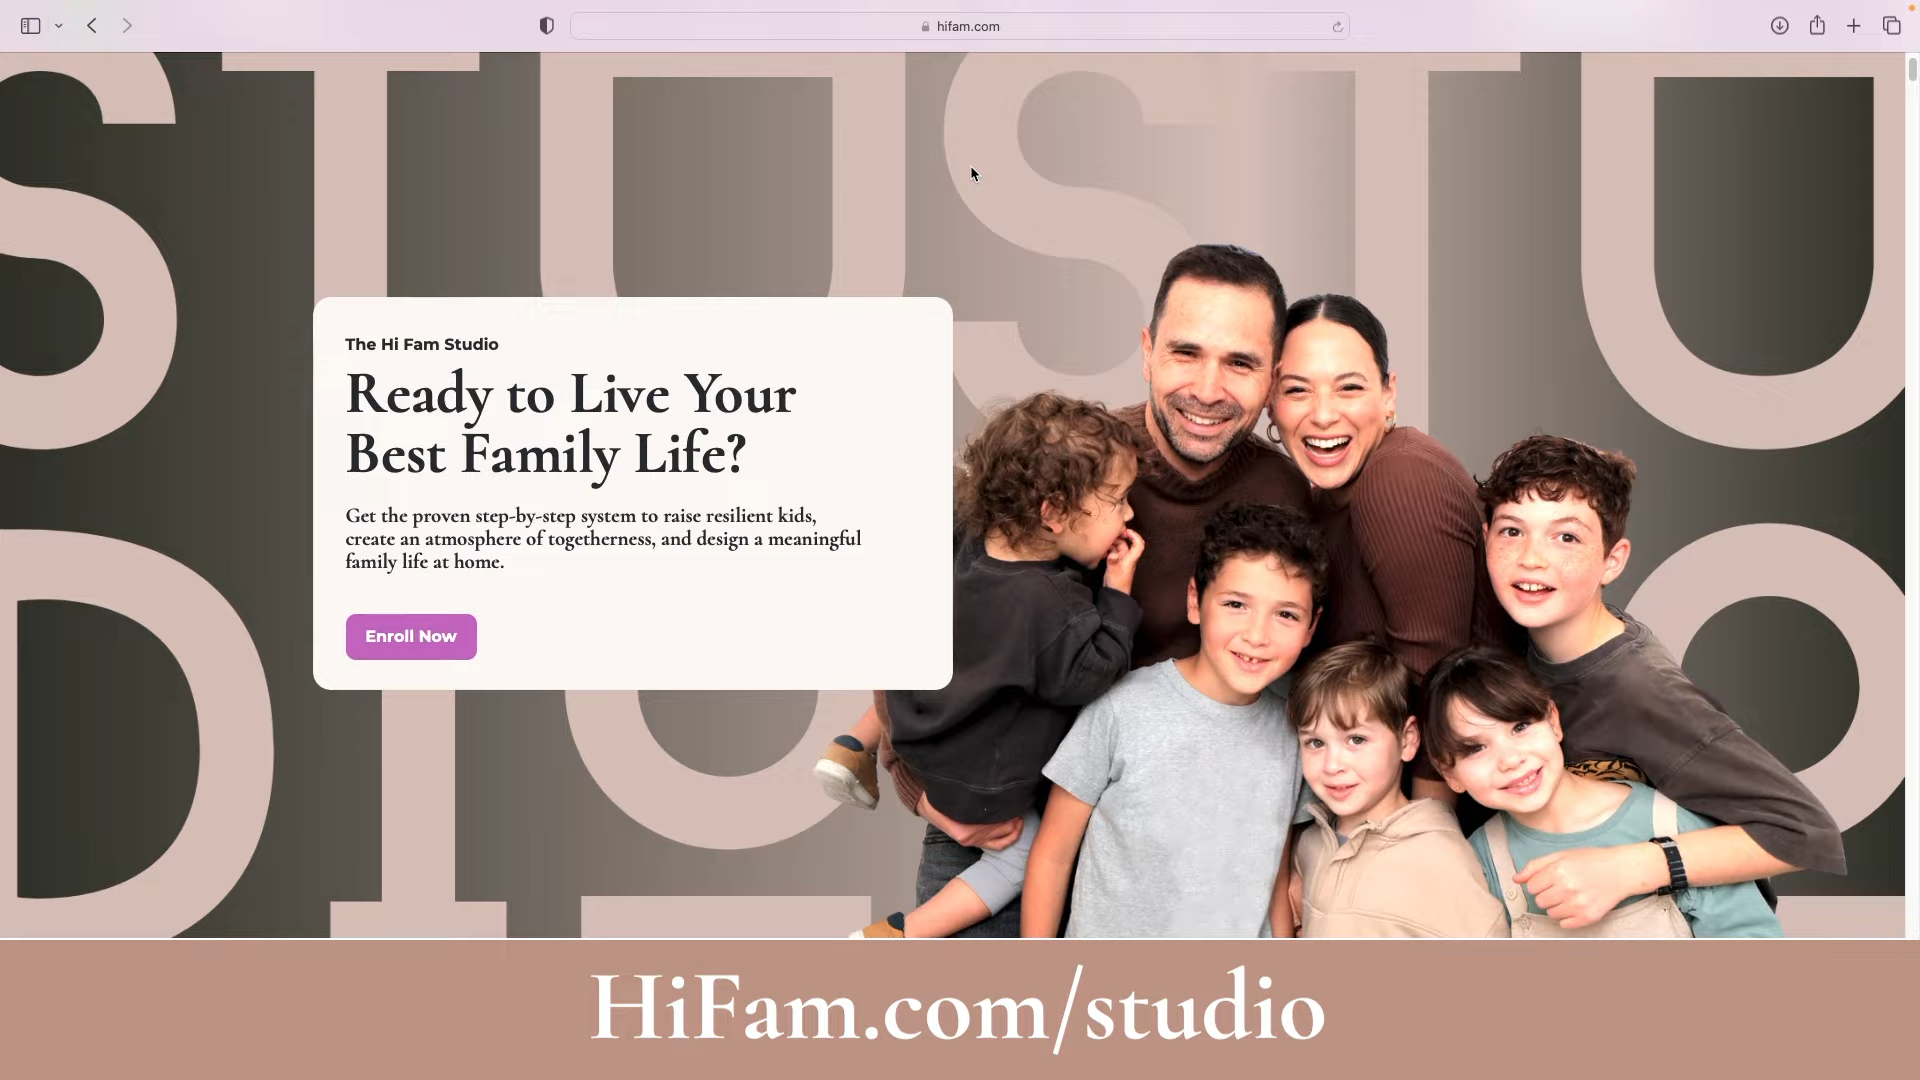 hifam.com
STUSTU
The Hi Fam Studio
Ready to Live Your
Best Family Life?
Get the proven step-by-step system to raise resilient kids,
create an atmosphere of togetherness, and design a meaningful
family life at home.
Enroll Now
DIO
HiFam.com/studio